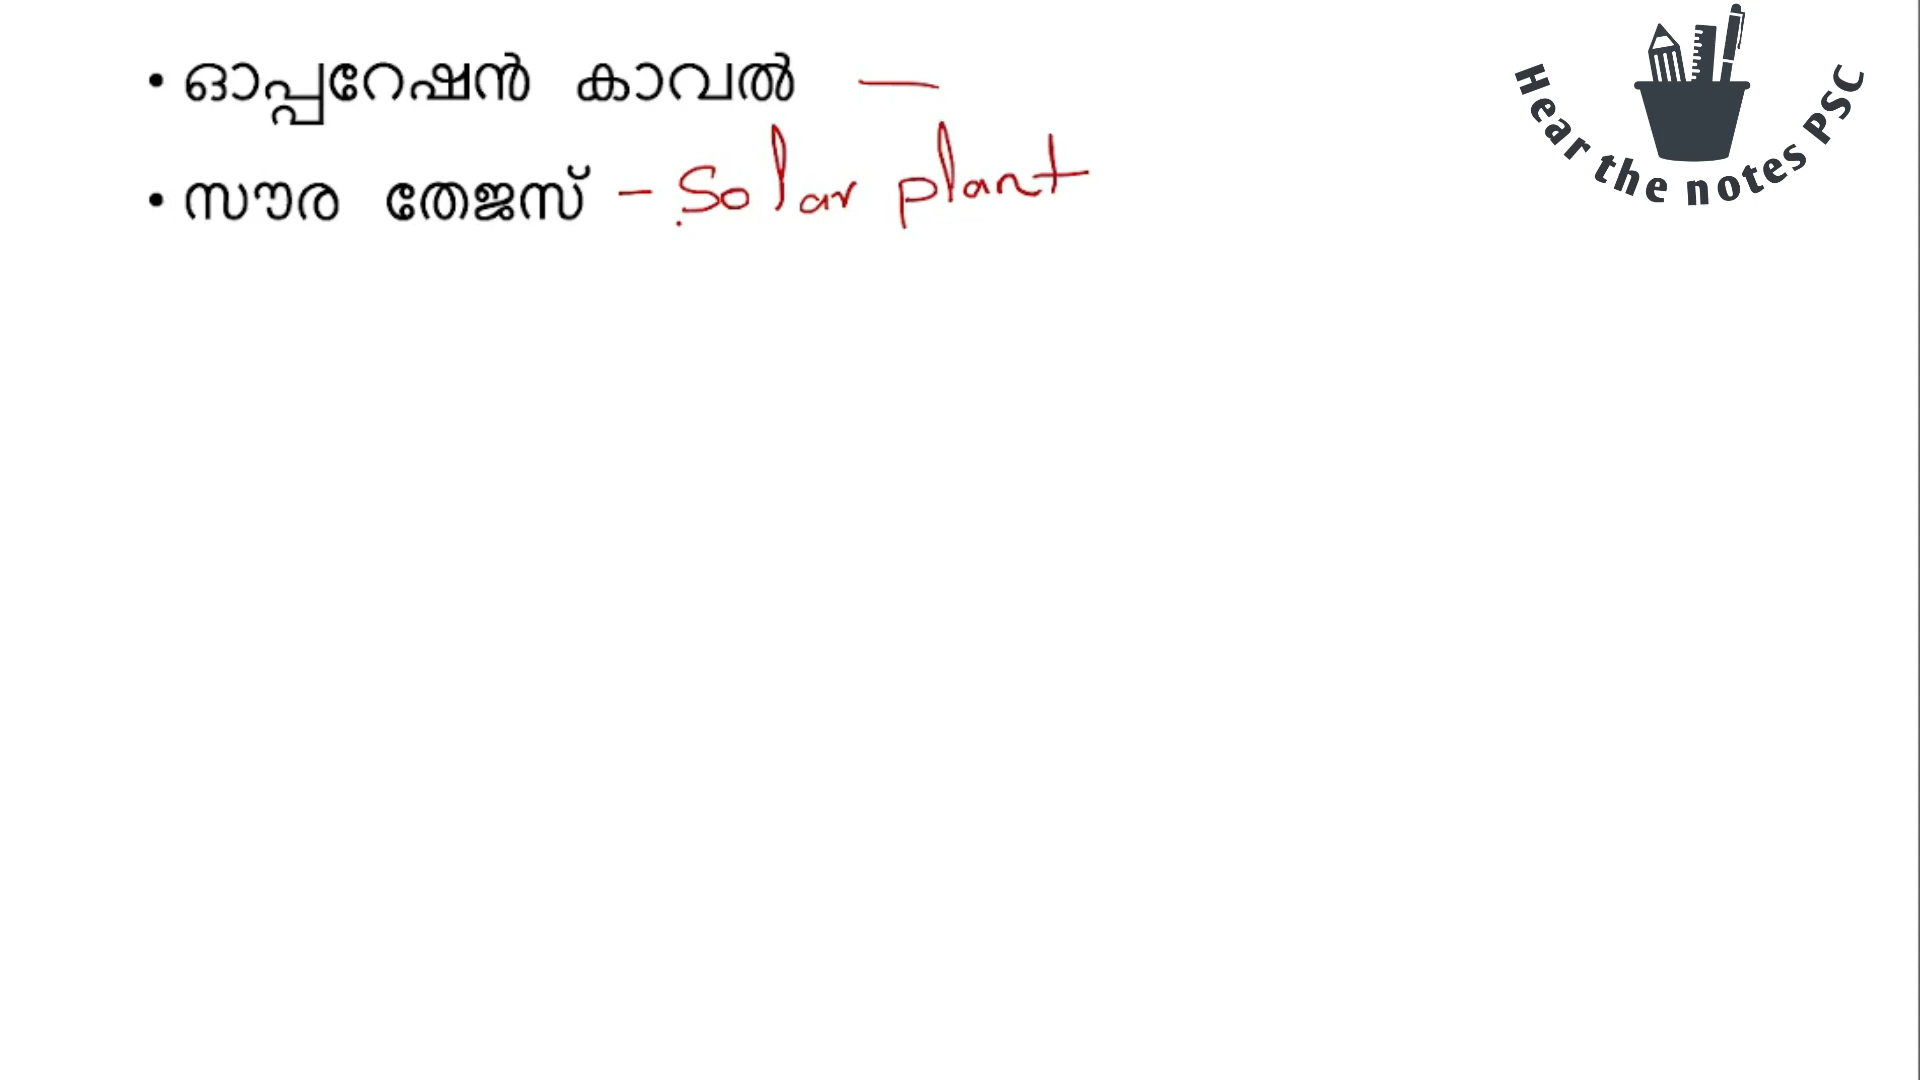 • ഓപ്പറേഷൻ കാവൽ —
• സൗര തേജസ് - Solar plant
Hear the notes PSC